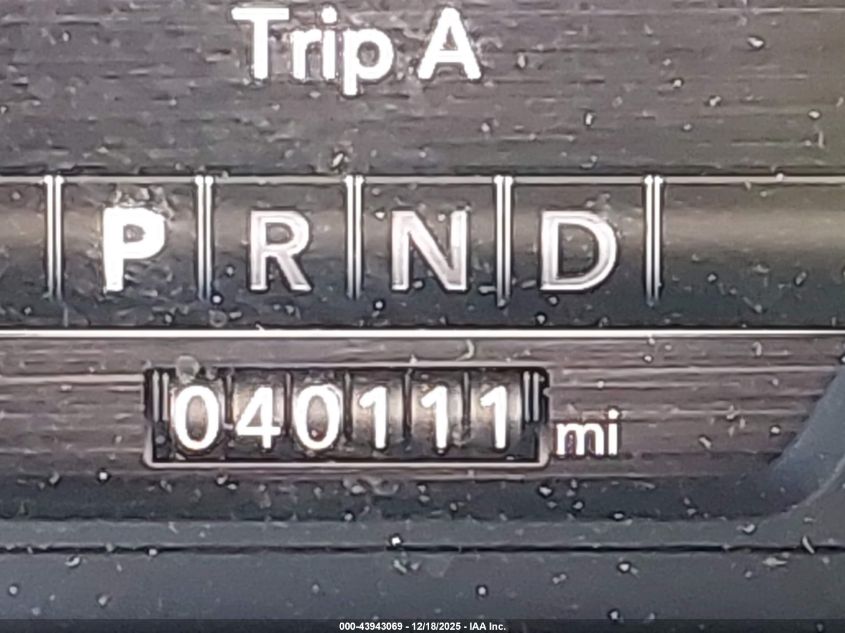 Trip A
P R N D
040111 mi
000-43943069 - 12/18/2025 - IAA Inc.